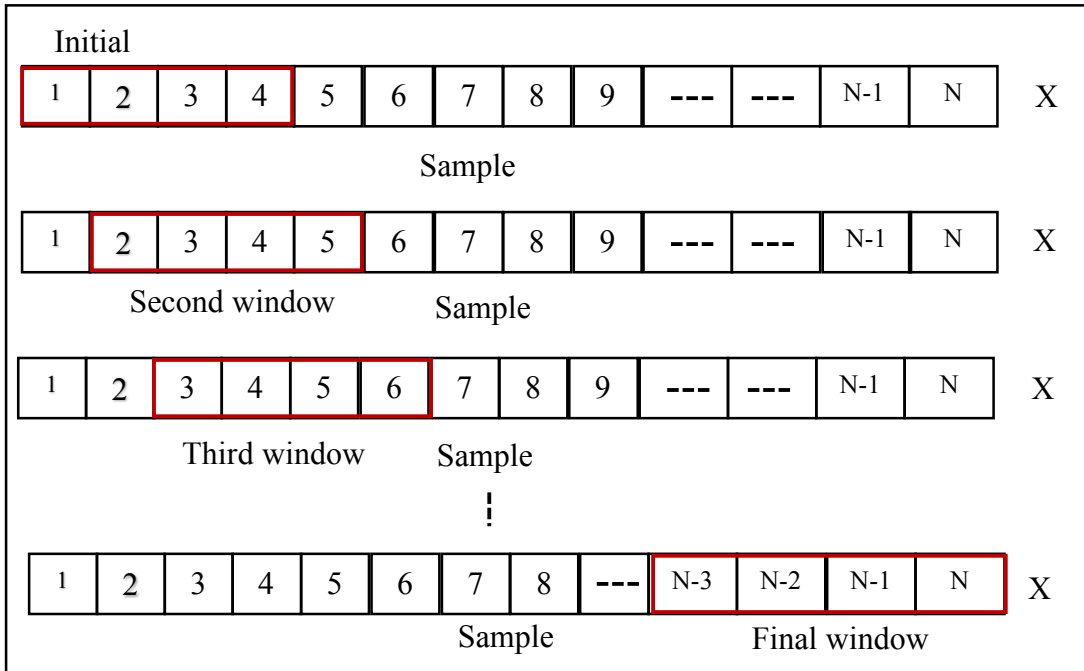 Initial
1 2 3 4 5 6 7 8 9 --- --- N-1 N X
Sample
1 2 3 4 5 6 7 8 9 --- --- N-1 N X
Second window Sample
1 2 3 4 5 6 7 8 9 --- --- N-1 N X
Third window Sample
1 2 3 4 5 6 7 8 --- N-3 N-2 N-1 N X
Sample Final window